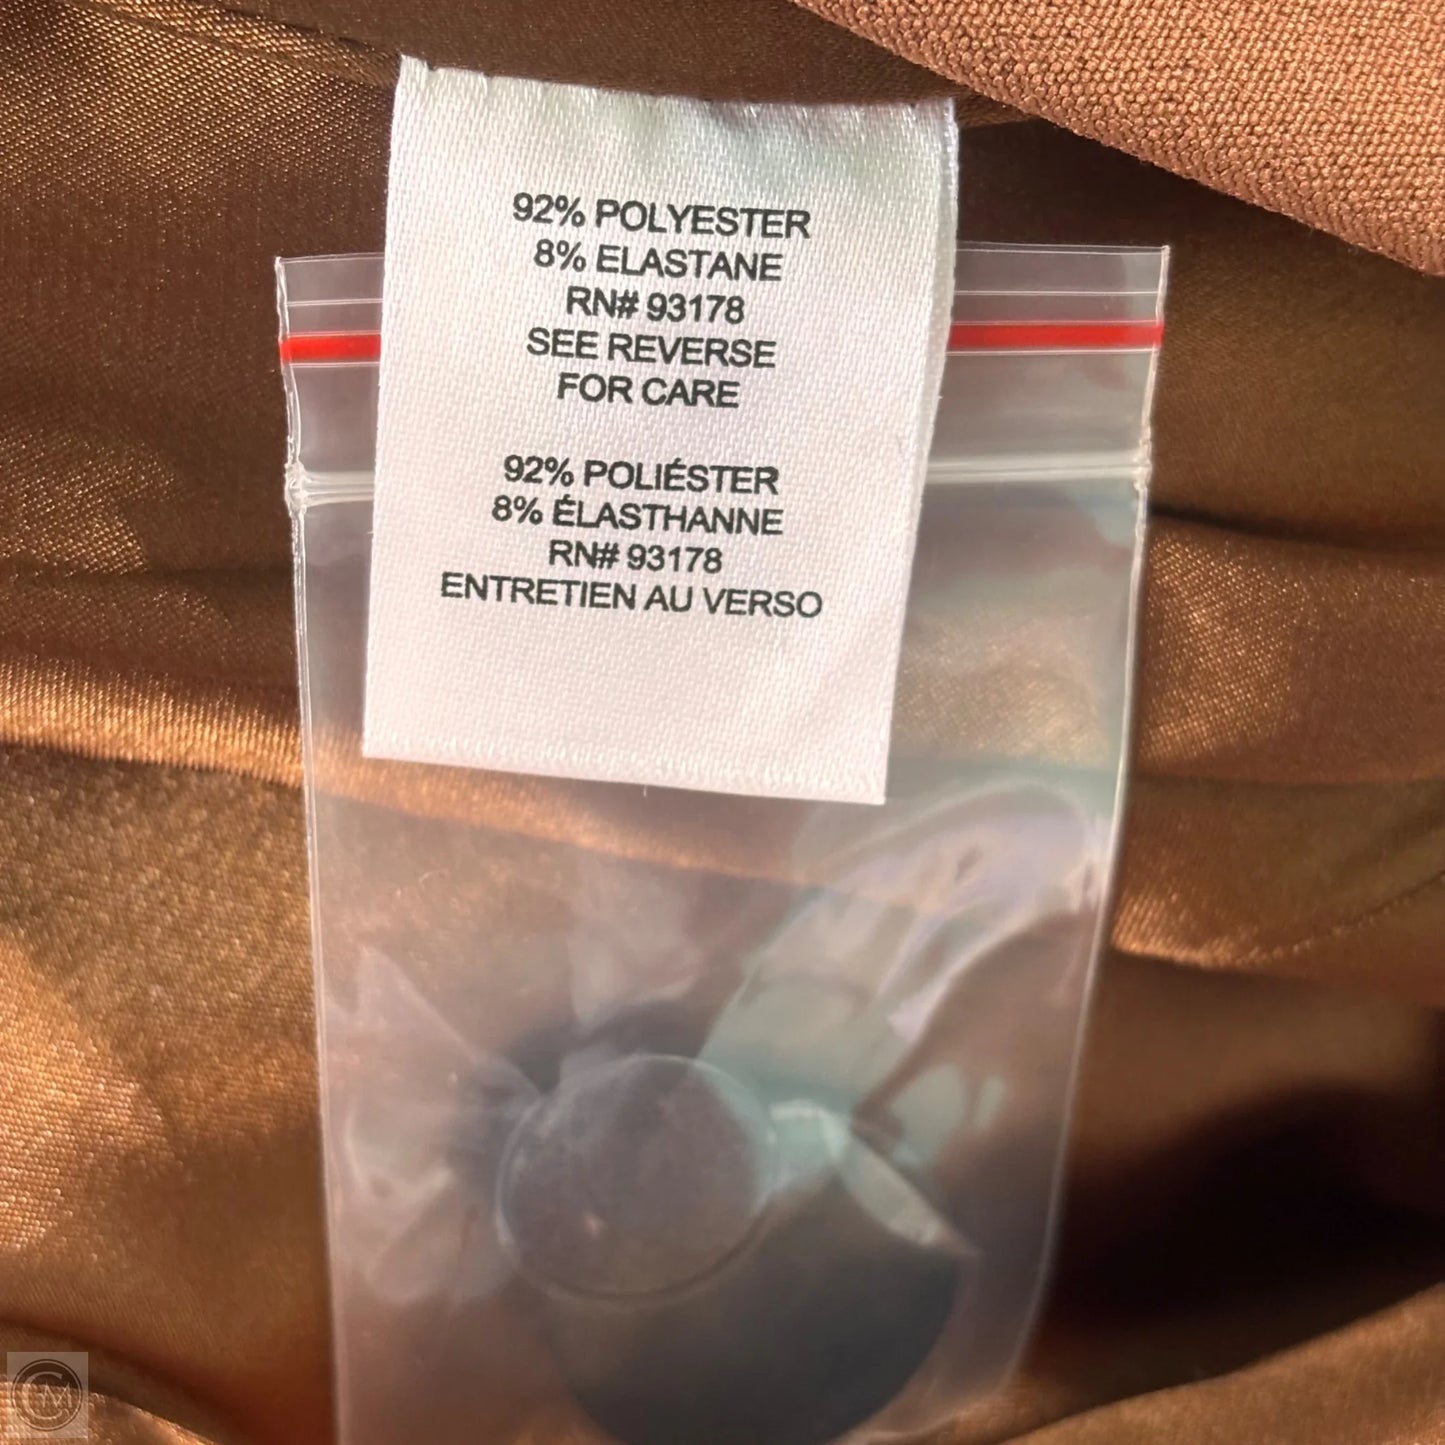 92% POLYESTER
8% ELASTANE
RN# 93178
SEE REVERSE
FOR CARE
92% POLIÉSTER
8% ÉLASTHANNE
RN# 93178
ENTRETIEN AU VERSO